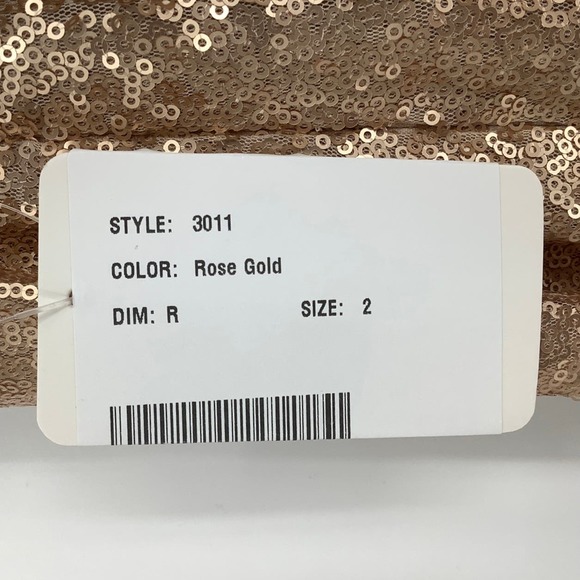 STYLE: 3011
COLOR: Rose Gold
DIM: R SIZE: 2